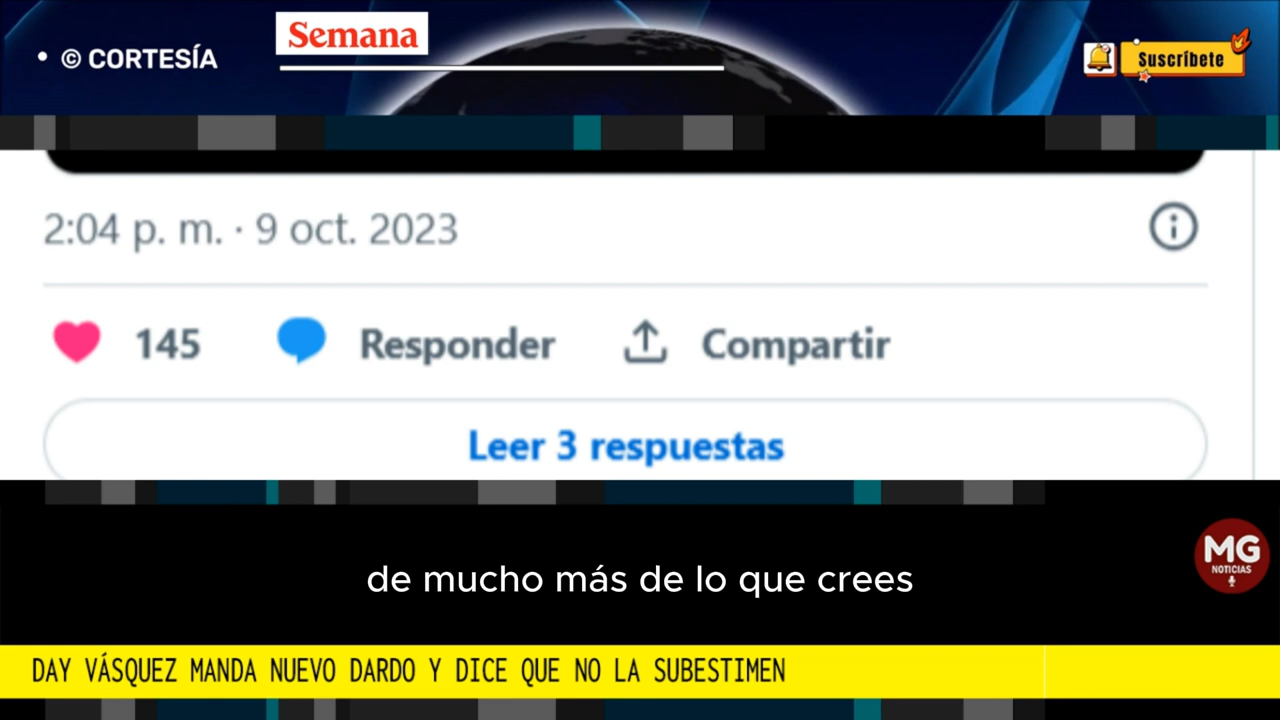 • © CORTESÍA
Semana
Suscríbete
2:04 p. m. · 9 oct. 2023
145 Responder Compartir
Leer 3 respuestas
de mucho más de lo que crees
MG
NOTICIAS
DAY VÁSQUEZ MANDA NUEVO DARDO Y DICE QUE NO LA SUBESTIMEN